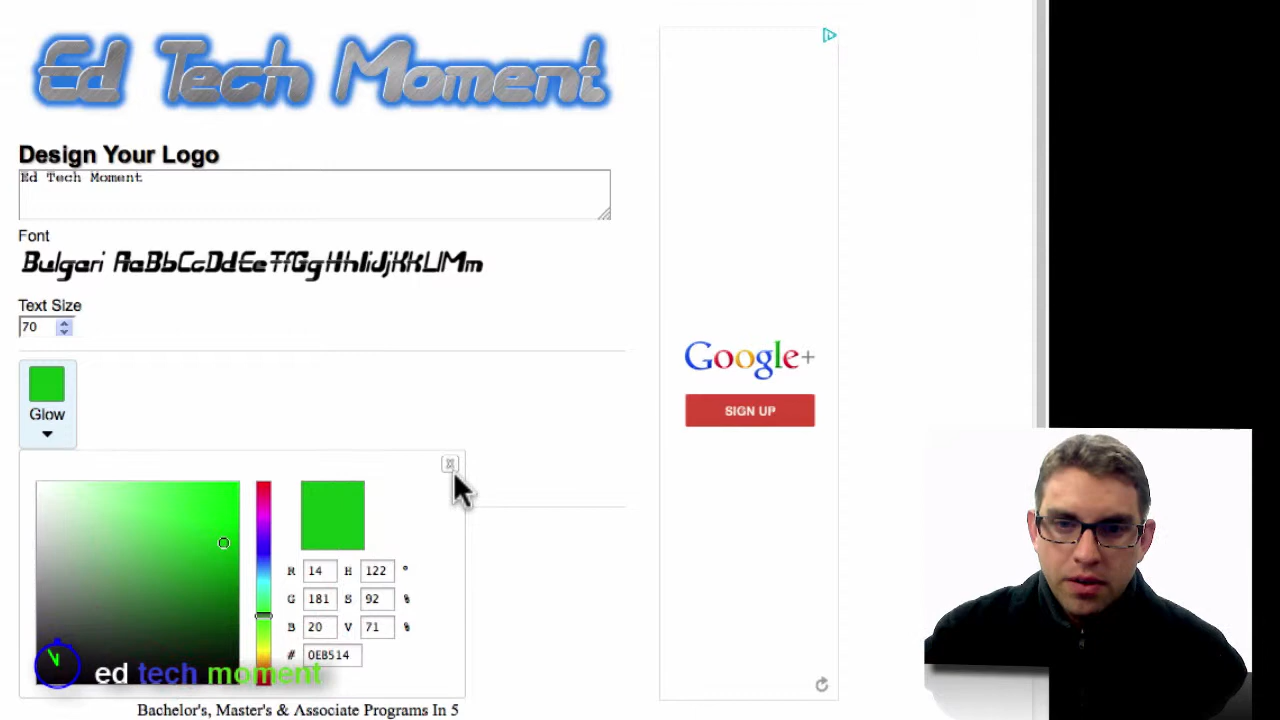 Ed Tech Moment
Design Your Logo
Ed Tech Moment
Font
Bulgari AaBbCcDdEeTfGgHhIiJjKkLlMm
Text Size
70
Glow
R 14 H 122 °
G 181 S 92 %
B 20 V 71 %
# 0EB514
ed tech moment
Bachelor's, Master's & Associate Programs In 5
Google+
SIGN UP